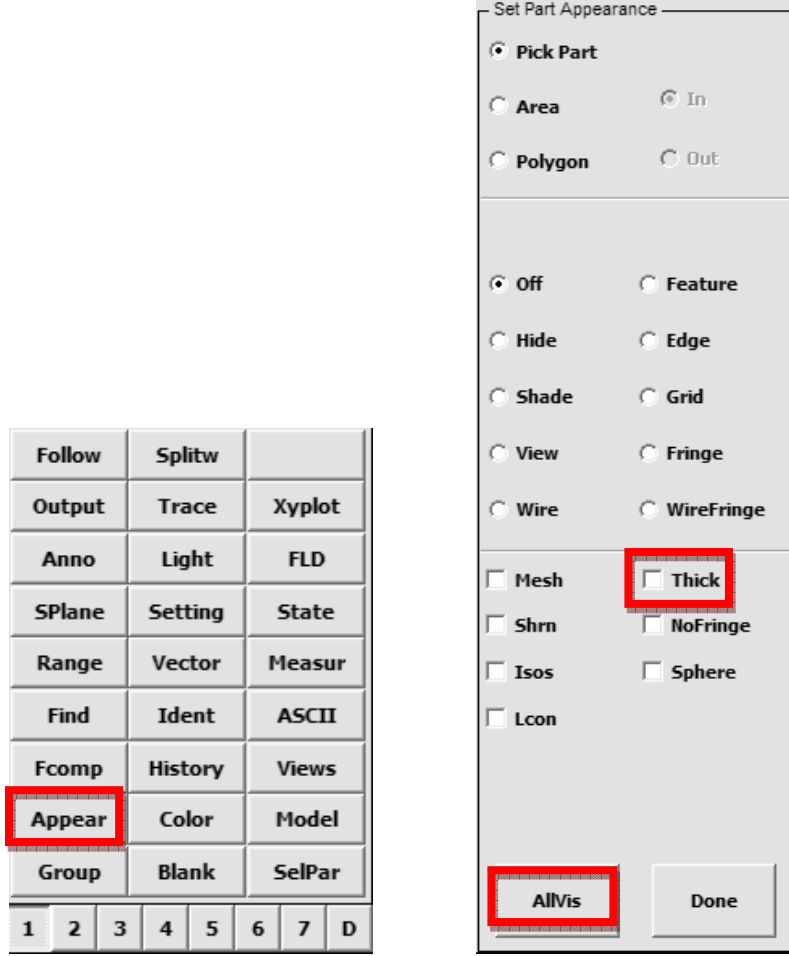 Follow Splitw
Output Trace Xyplot
Anno Light FLD
SPlane Setting State
Range Vector Measur
Find Ident ASCII
Fcomp History Views
Appear Color Model
Group Blank SelPar
1 2 3 4 5 6 7 D
Set Part Appearance
Pick Part
Area In
Polygon Out
Off Feature
Hide Edge
Shade Grid
View Fringe
Wire WireFringe
Mesh Thick
Shrn NoFringe
Isos Sphere
Lcon
AllVis Done